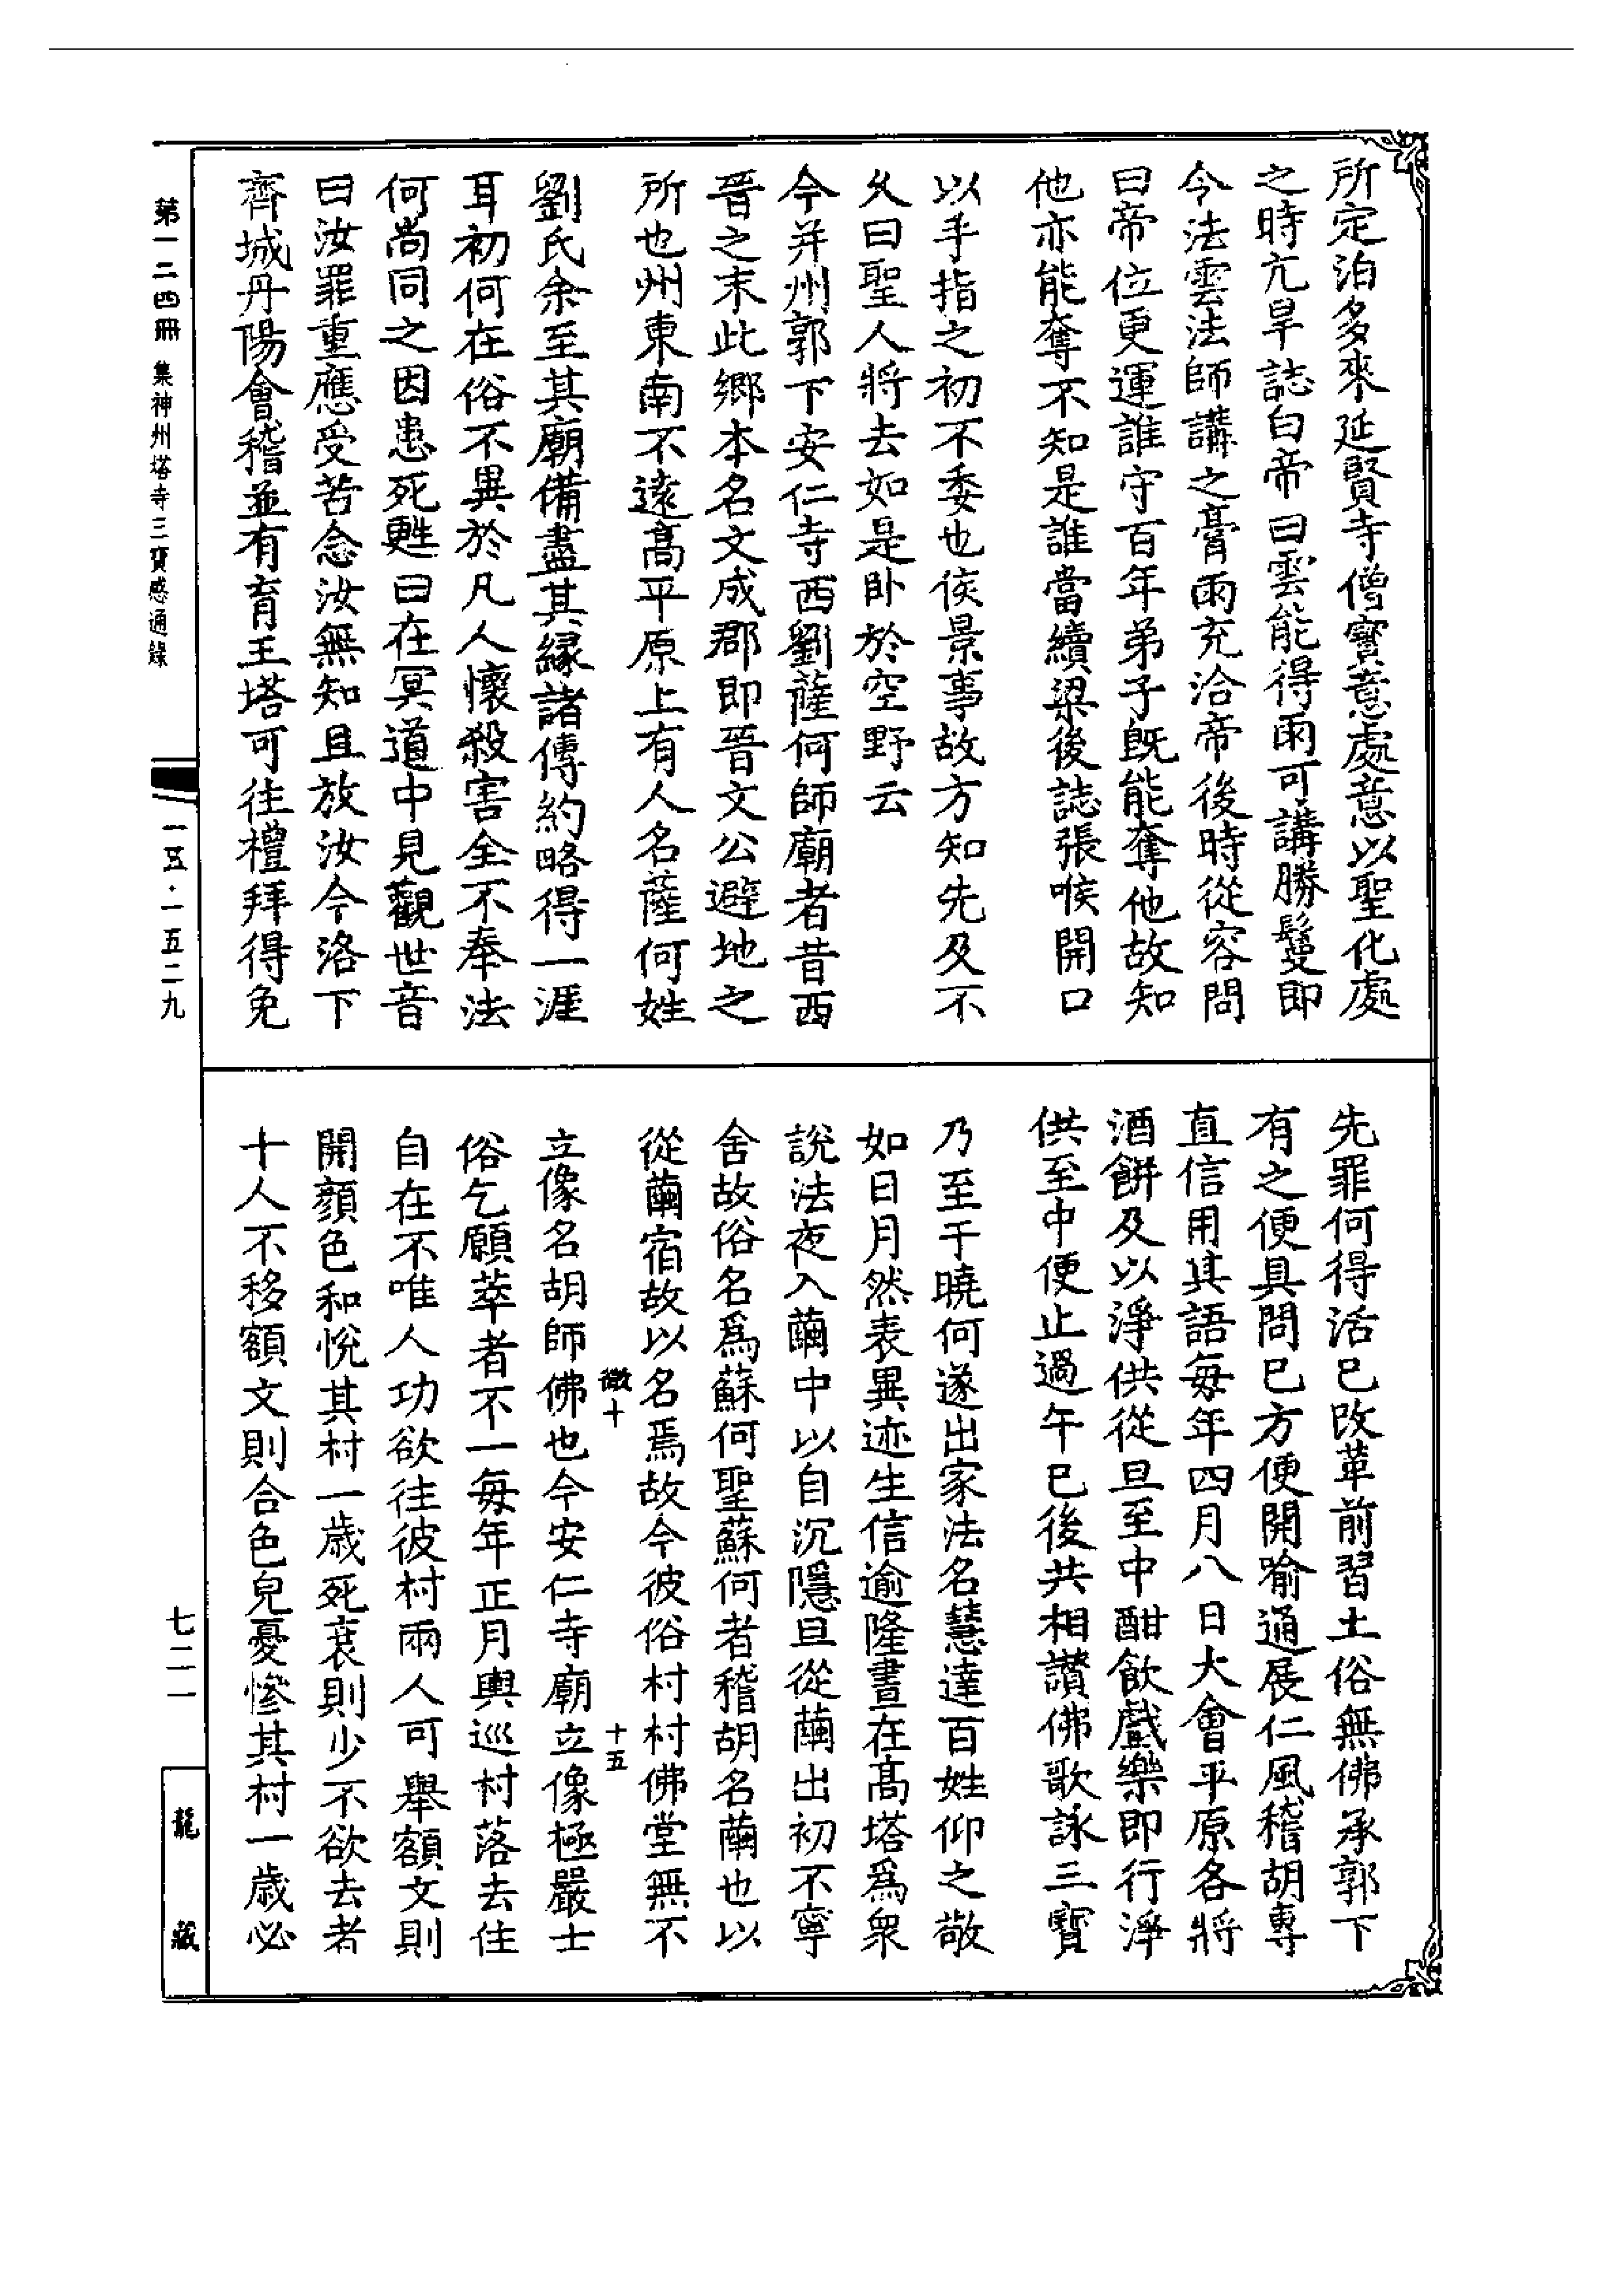 所定泊多來延賢寺僧寶意處意以聖化處
之時亢旱誌白帝曰雲能得雨可講勝鬘即
令法雲法師講之膏雨充洽帝後時從容問
曰帝位更運誰守百年弟子旣能奪他故知
他亦能奪不知是誰當續梁後誌張喉開口
以手指之初不委也侯景事故方知先及不
久曰聖人將去如是卧於空野云
今并州郭下安仁寺西劉薩何師廟者昔西
晉之末此鄉本名文成郡即晉文公避地之
所也州東南不遠高平原上有人名薩何姓
劉氏余至其廟備盡其縁諸傳約略得一涯
耳初何在俗不異於凡人懷殺害全不奉法
何尚同之因患死甦曰在冥道中見觀世音
曰汝罪重應受苦念汝無知且放汝今洛下
齊城丹陽會稽並有育王塔可往禮拜得免
先罪何得活已改革前習土俗無佛承郭下
有之便具問已方便開喻通展仁風稽胡專
直信用其語每年四月八日大會平原各將
酒餅及以淨供從旦至中酣飲戲樂即行淨
供至中便止過午已後共相讚佛歌詠三寶
乃至于曉何遂出家法名慧達百姓仰之敬
如日月然表異迹生信逾隆晝在高塔爲衆
說法夜入繭中以自沉隱旦從繭出初不寧
舍故俗名爲蘇何聖蘇何者稽胡名繭也以
從繭宿故以名焉故今彼俗村村佛堂無不
徵十
十五
立像名胡師佛也今安仁寺廟立像極嚴士
俗乞願萃者不一每年正月輿巡村落去住
自在不唯人功欲往彼村兩人可舉額文則
開顏色和悅其村一歲死衰則少不欲去者
十人不移額文則合色皃憂慘其村一歲必
第一二四冊 集神州塔寺三寶感通錄
一五·一五二九
七二一
龍藏